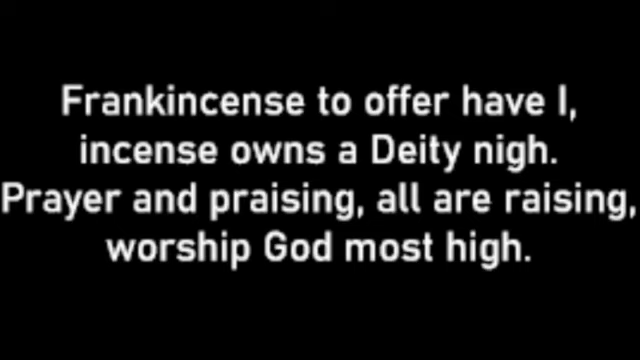 Frankincense to offer have I,
incense owns a Deity nigh.
Prayer and praising, all are raising,
worship God most high.